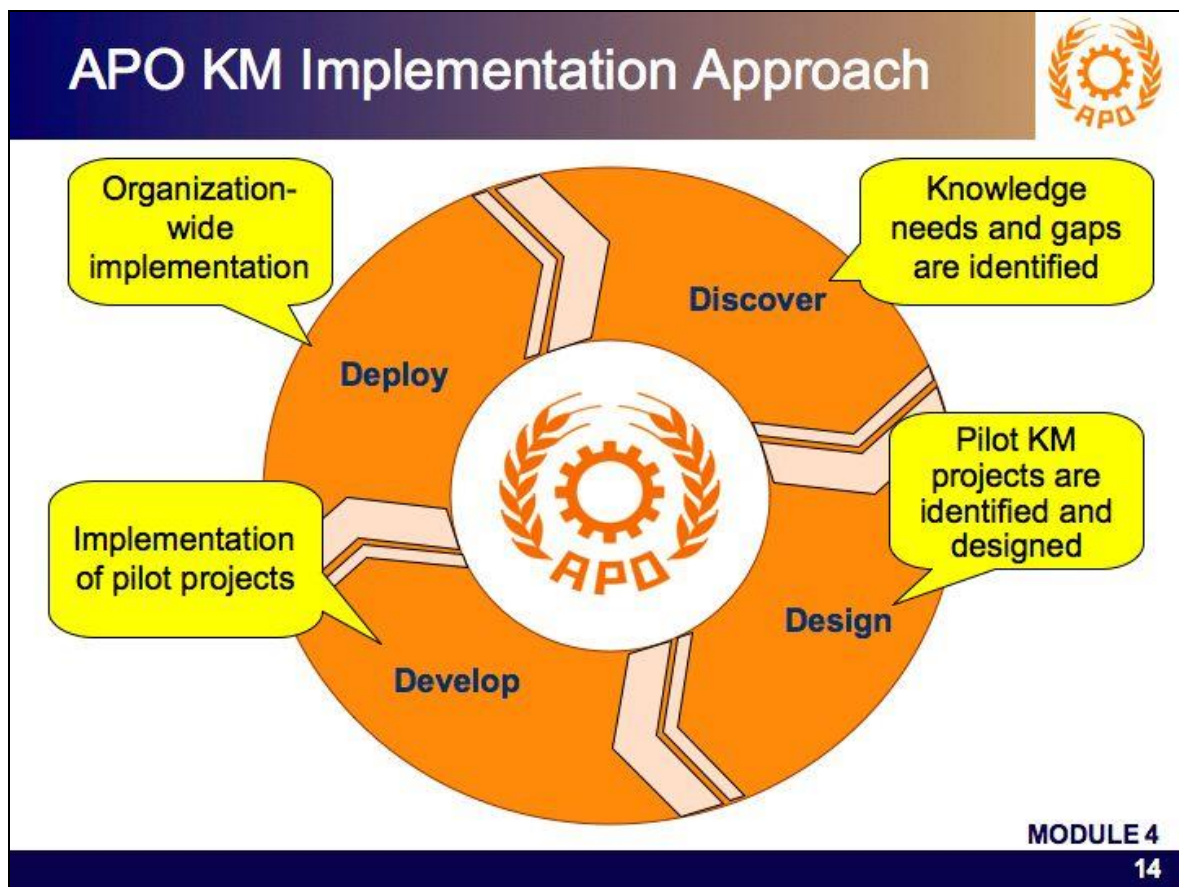 APO KM Implementation Approach
APO
Organization-
wide
implementation
Knowledge
needs and gaps
are identified
Discover
Deploy
APO
Pilot KM
projects are
identified and
designed
Implementation
of pilot projects
Design
Develop
MODULE 4
14